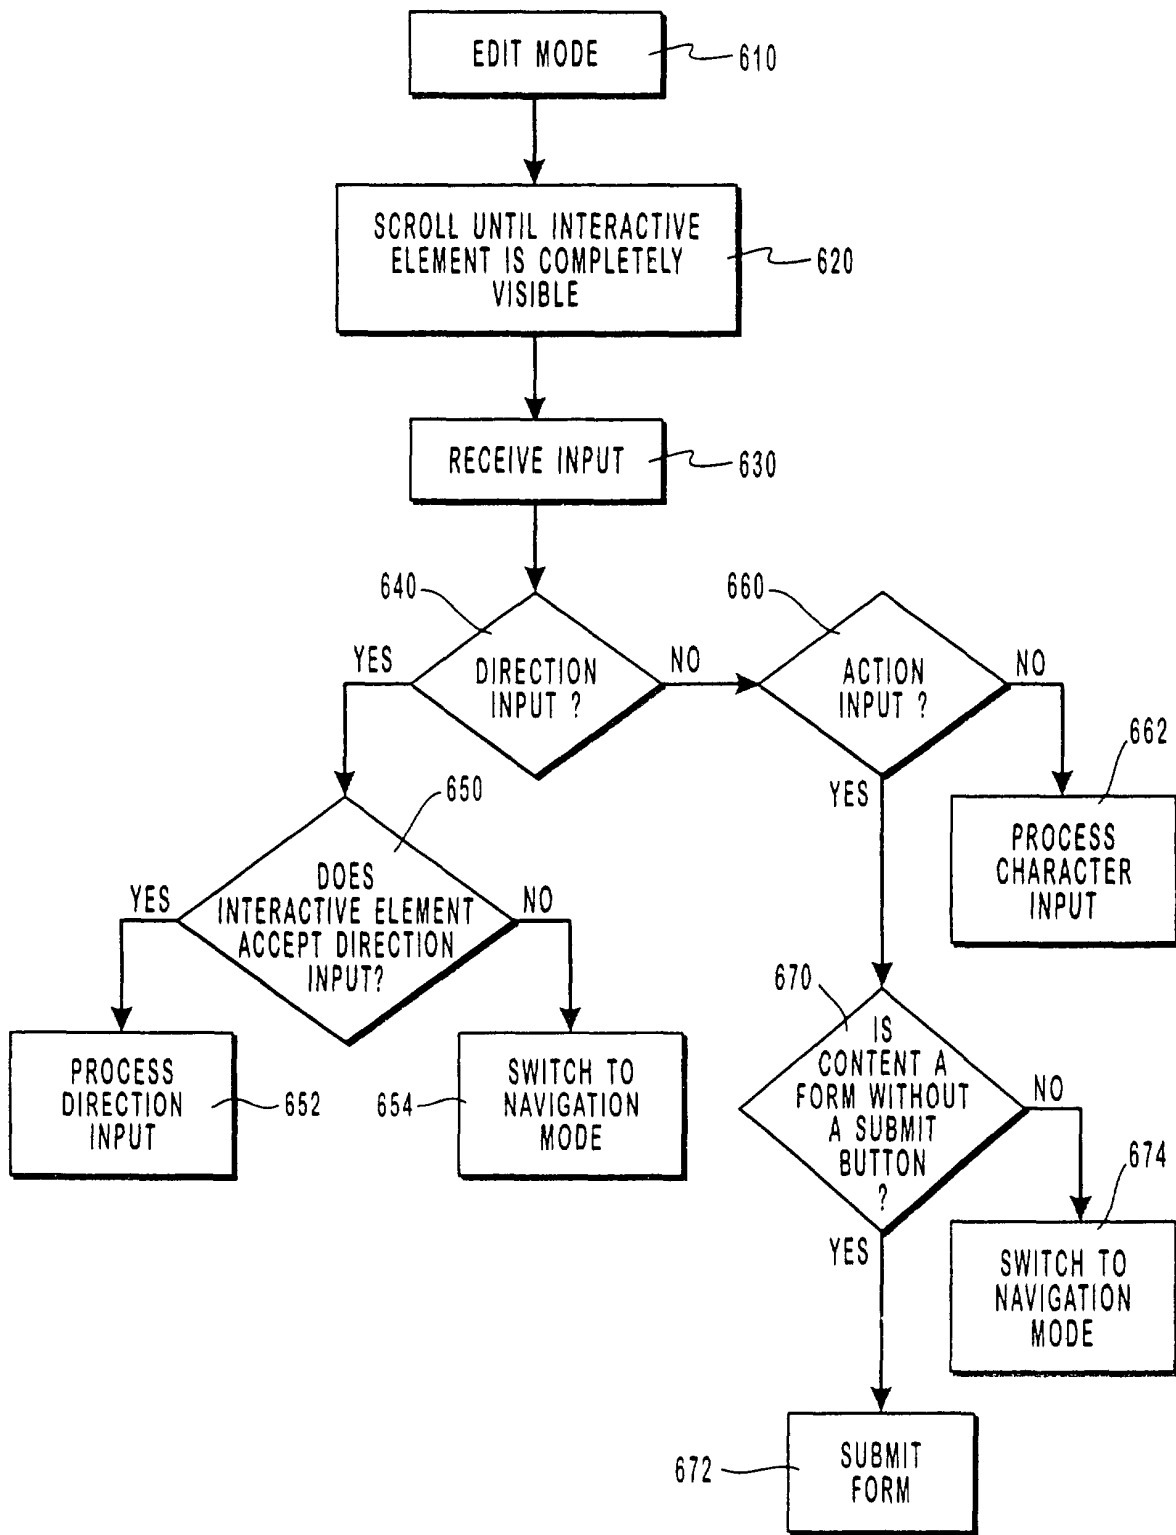 EDIT MODE
610
SCROLL UNTIL INTERACTIVE
ELEMENT IS COMPLETELY
VISIBLE
620
RECEIVE INPUT
630
640
DIRECTION
INPUT ?
YES
NO
660
ACTION
INPUT ?
NO
YES
662
PROCESS
CHARACTER
INPUT
650
DOES
INTERACTIVE ELEMENT
ACCEPT DIRECTION
INPUT?
YES
NO
PROCESS
DIRECTION
INPUT
652
654
SWITCH TO
NAVIGATION
MODE
670
IS
CONTENT A
FORM WITHOUT
A SUBMIT
BUTTON
?
NO
YES
674
SWITCH TO
NAVIGATION
MODE
672
SUBMIT
FORM